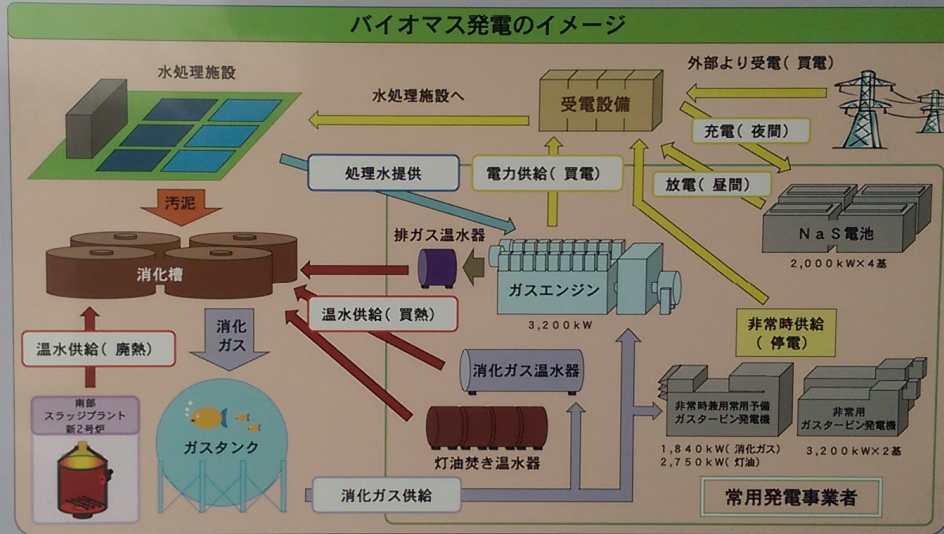 バイオマス発電のイメージ
水処理施設
水処理施設へ
受電設備
外部より受電(買電)
充電(夜間)
放電(昼間)
処理水提供
電力供給(買電)
NaS電池
2,000kW×4基
汚泥
消化槽
排ガス温水器
ガスエンジン
3,200kW
温水供給(買熱)
温水供給(廃熱)
消化
ガス
非常時供給
(停電)
消化ガス温水器
灯油焚き温水器
南部
スラッジプラント
新2号炉
ガスタンク
消化ガス供給
非常時兼用常用予備
ガスタービン発電機
1,840kW(消化ガス)
2,750kW(灯油)
非常用
ガスタービン発電機
3,200kW×2基
常用発電事業者